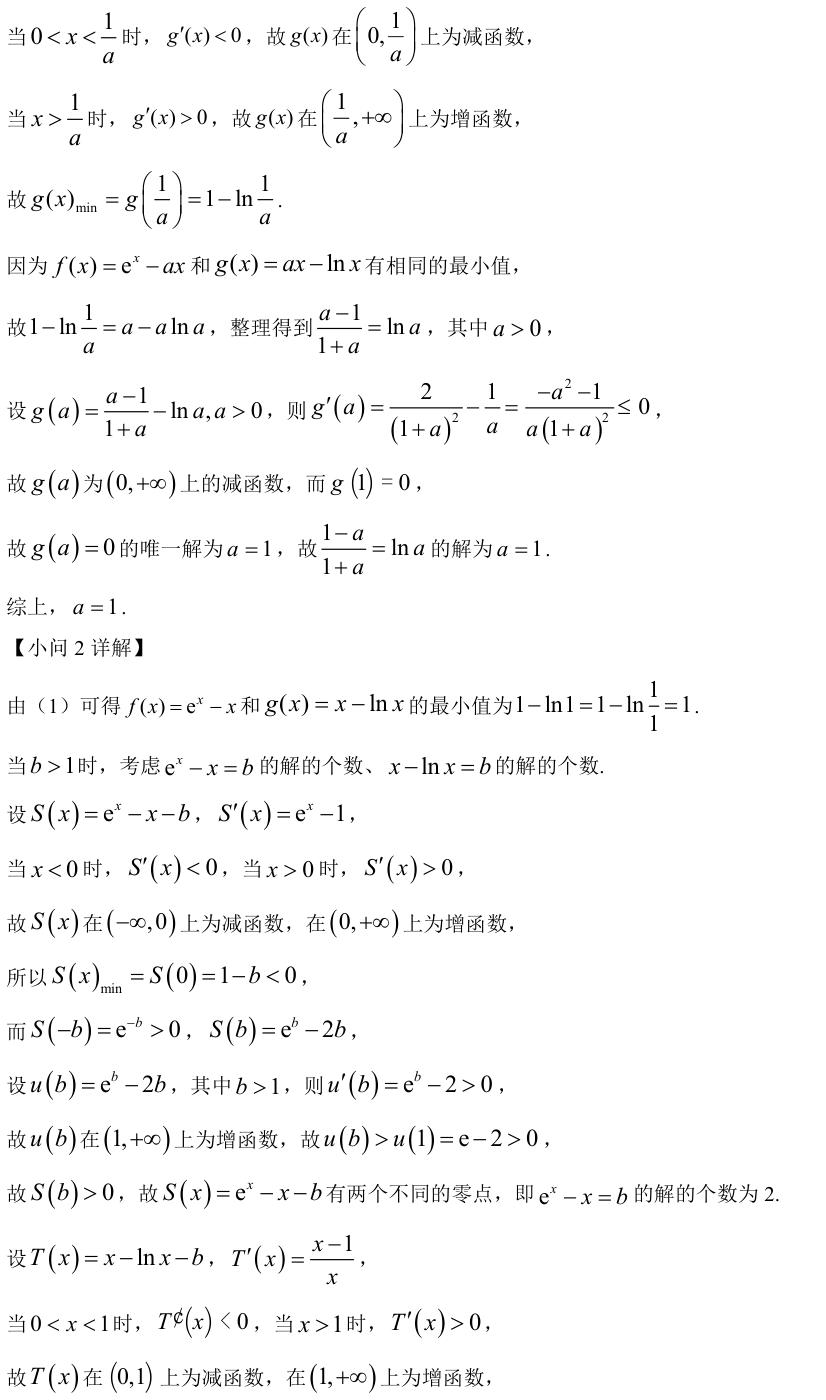 当 $0<x<\frac{1}{a}$ 时，$g'(x)<0$，故 $g(x)$ 在 $\left(0,\frac{1}{a}\right)$ 上为减函数，
当 $x>\frac{1}{a}$ 时，$g'(x)>0$，故 $g(x)$ 在 $\left(\frac{1}{a},+\infty\right)$ 上为增函数，
故 $g(x)_{\min}=g\left(\frac{1}{a}\right)=1-\ln\frac{1}{a}$.
因为 $f(x)=\mathrm{e}^x-ax$ 和 $g(x)=ax-\ln x$ 有相同的最小值，
故 $1-\ln\frac{1}{a}=a-a\ln a$，整理得到 $\frac{a-1}{1+a}=\ln a$，其中 $a>0$，
设 $g(a)=\frac{a-1}{1+a}-\ln a,a>0$，则 $g'(a)=\frac{2}{(1+a)^2}-\frac{1}{a}=\frac{-a^2-1}{a(1+a)^2}\leq 0$，
故 $g(a)$ 为 $(0,+\infty)$ 上的减函数，而 $g(1)=0$，
故 $g(a)=0$ 的唯一解为 $a=1$，故 $\frac{1-a}{1+a}=\ln a$ 的解为 $a=1$.
综上，$a=1$.
【小问 2 详解】
由（1）可得 $f(x)=\mathrm{e}^x-x$ 和 $g(x)=x-\ln x$ 的最小值为 $1-\ln 1=1-\ln\frac{1}{1}=1$.
当 $b>1$ 时，考虑 $\mathrm{e}^x-x=b$ 的解的个数、$x-\ln x=b$ 的解的个数.
设 $S(x)=\mathrm{e}^x-x-b$，$S'(x)=\mathrm{e}^x-1$，
当 $x<0$ 时，$S'(x)<0$，当 $x>0$ 时，$S'(x)>0$，
故 $S(x)$ 在 $(-\infty,0)$ 上为减函数，在 $(0,+\infty)$ 上为增函数，
所以 $S(x)_{\min}=S(0)=1-b<0$，
而 $S(-b)=\mathrm{e}^{-b}>0$，$S(b)=\mathrm{e}^b-2b$，
设 $u(b)=\mathrm{e}^b-2b$，其中 $b>1$，则 $u'(b)=\mathrm{e}^b-2>0$，
故 $u(b)$ 在 $(1,+\infty)$ 上为增函数，故 $u(b)>u(1)=\mathrm{e}-2>0$，
故 $S(b)>0$，故 $S(x)=\mathrm{e}^x-x-b$ 有两个不同的零点，即 $\mathrm{e}^x-x=b$ 的解的个数为 2.
设 $T(x)=x-\ln x-b$，$T'(x)=\frac{x-1}{x}$，
当 $0<x<1$ 时，$T¢(x)<0$，当 $x>1$ 时，$T'(x)>0$，
故 $T(x)$ 在 $(0,1)$ 上为减函数，在 $(1,+\infty)$ 上为增函数，